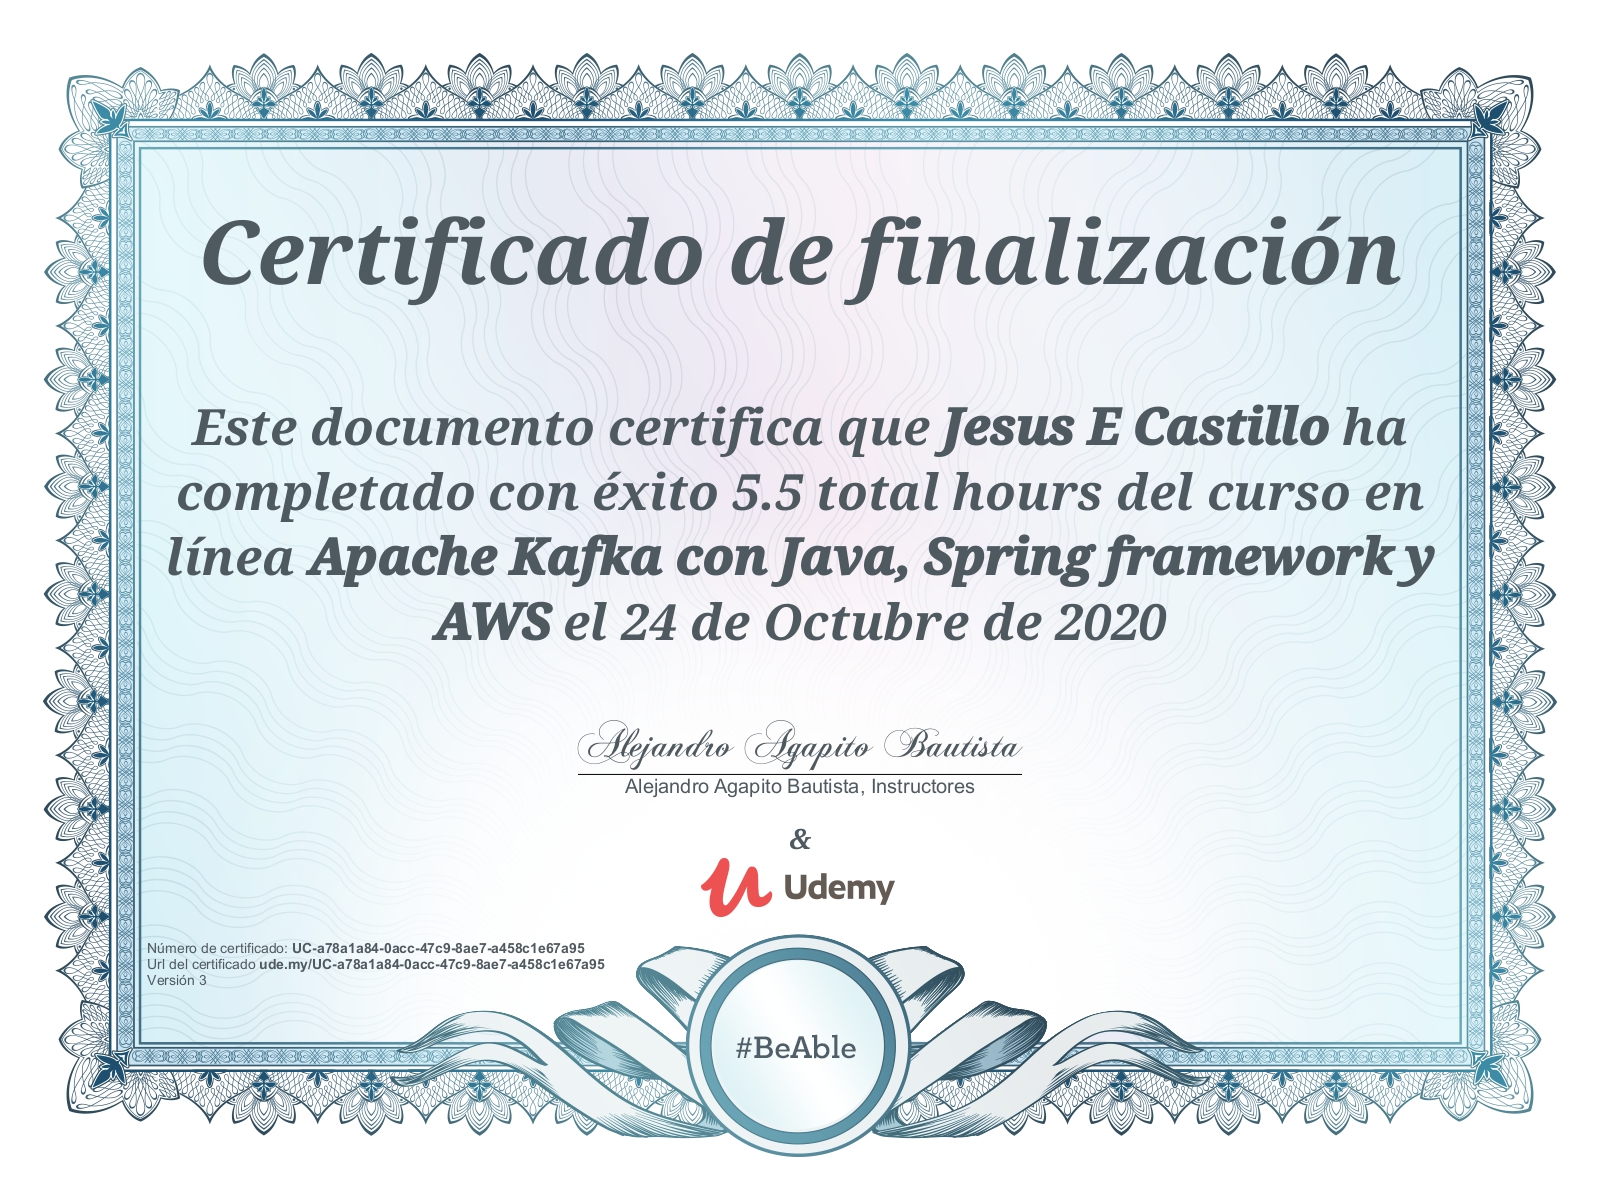 Certificado de finalización
Este documento certifica que Jesus E Castillo ha
completado con éxito 5.5 total hours del curso en
línea Apache Kafka con Java, Spring framework y
AWS el 24 de Octubre de 2020
Alejandro Agapito Bautista
Alejandro Agapito Bautista, Instructores
&
Udemy
Número de certificado: UC-a78a1a84-0acc-47c9-8ae7-a458c1e67a95
Url del certificado ude.my/UC-a78a1a84-0acc-47c9-8ae7-a458c1e67a95
Versión 3
#BeAble